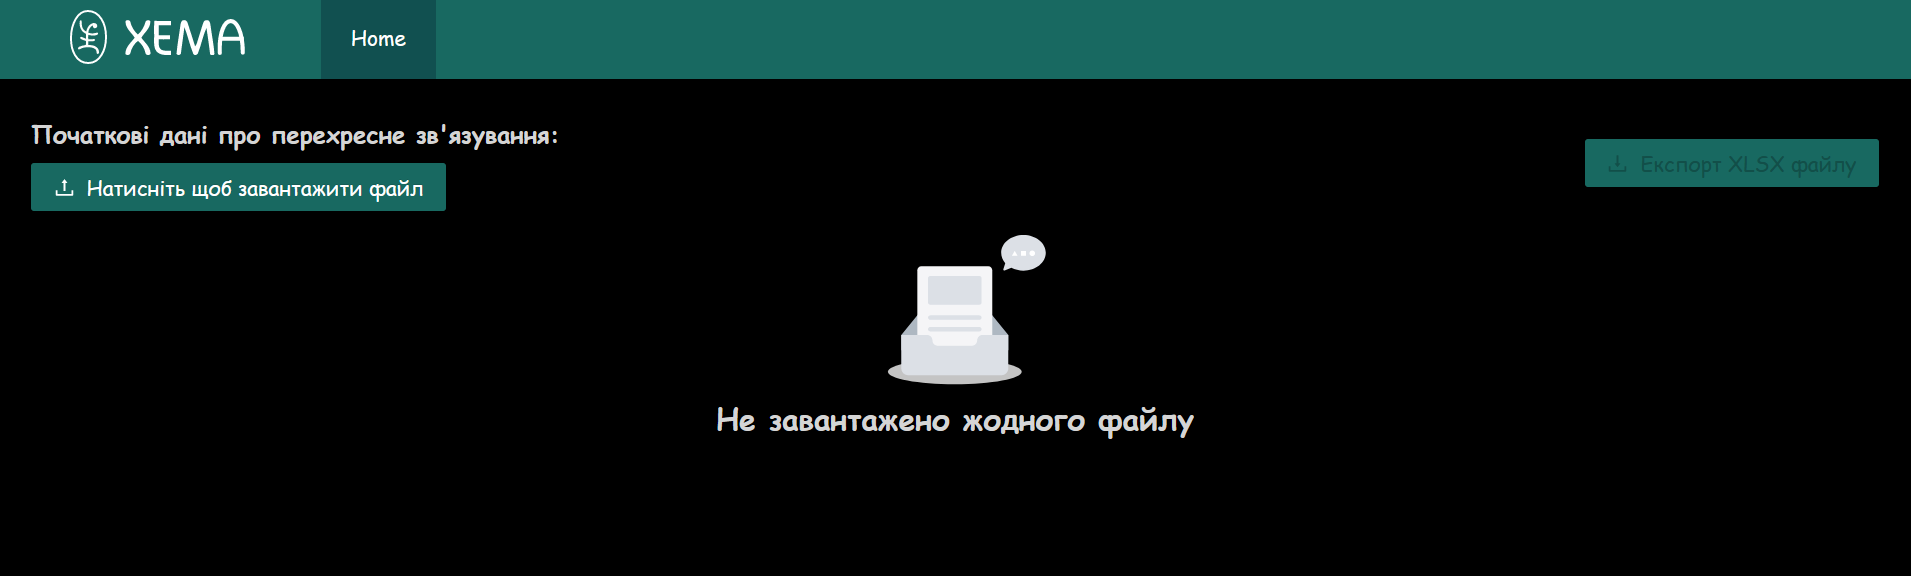 XEMA
Home
Початкові дані про перехресне зв'язування:
Натисніть щоб завантажити файл
Експорт XLSX файлу
Не завантажено жодного файлу